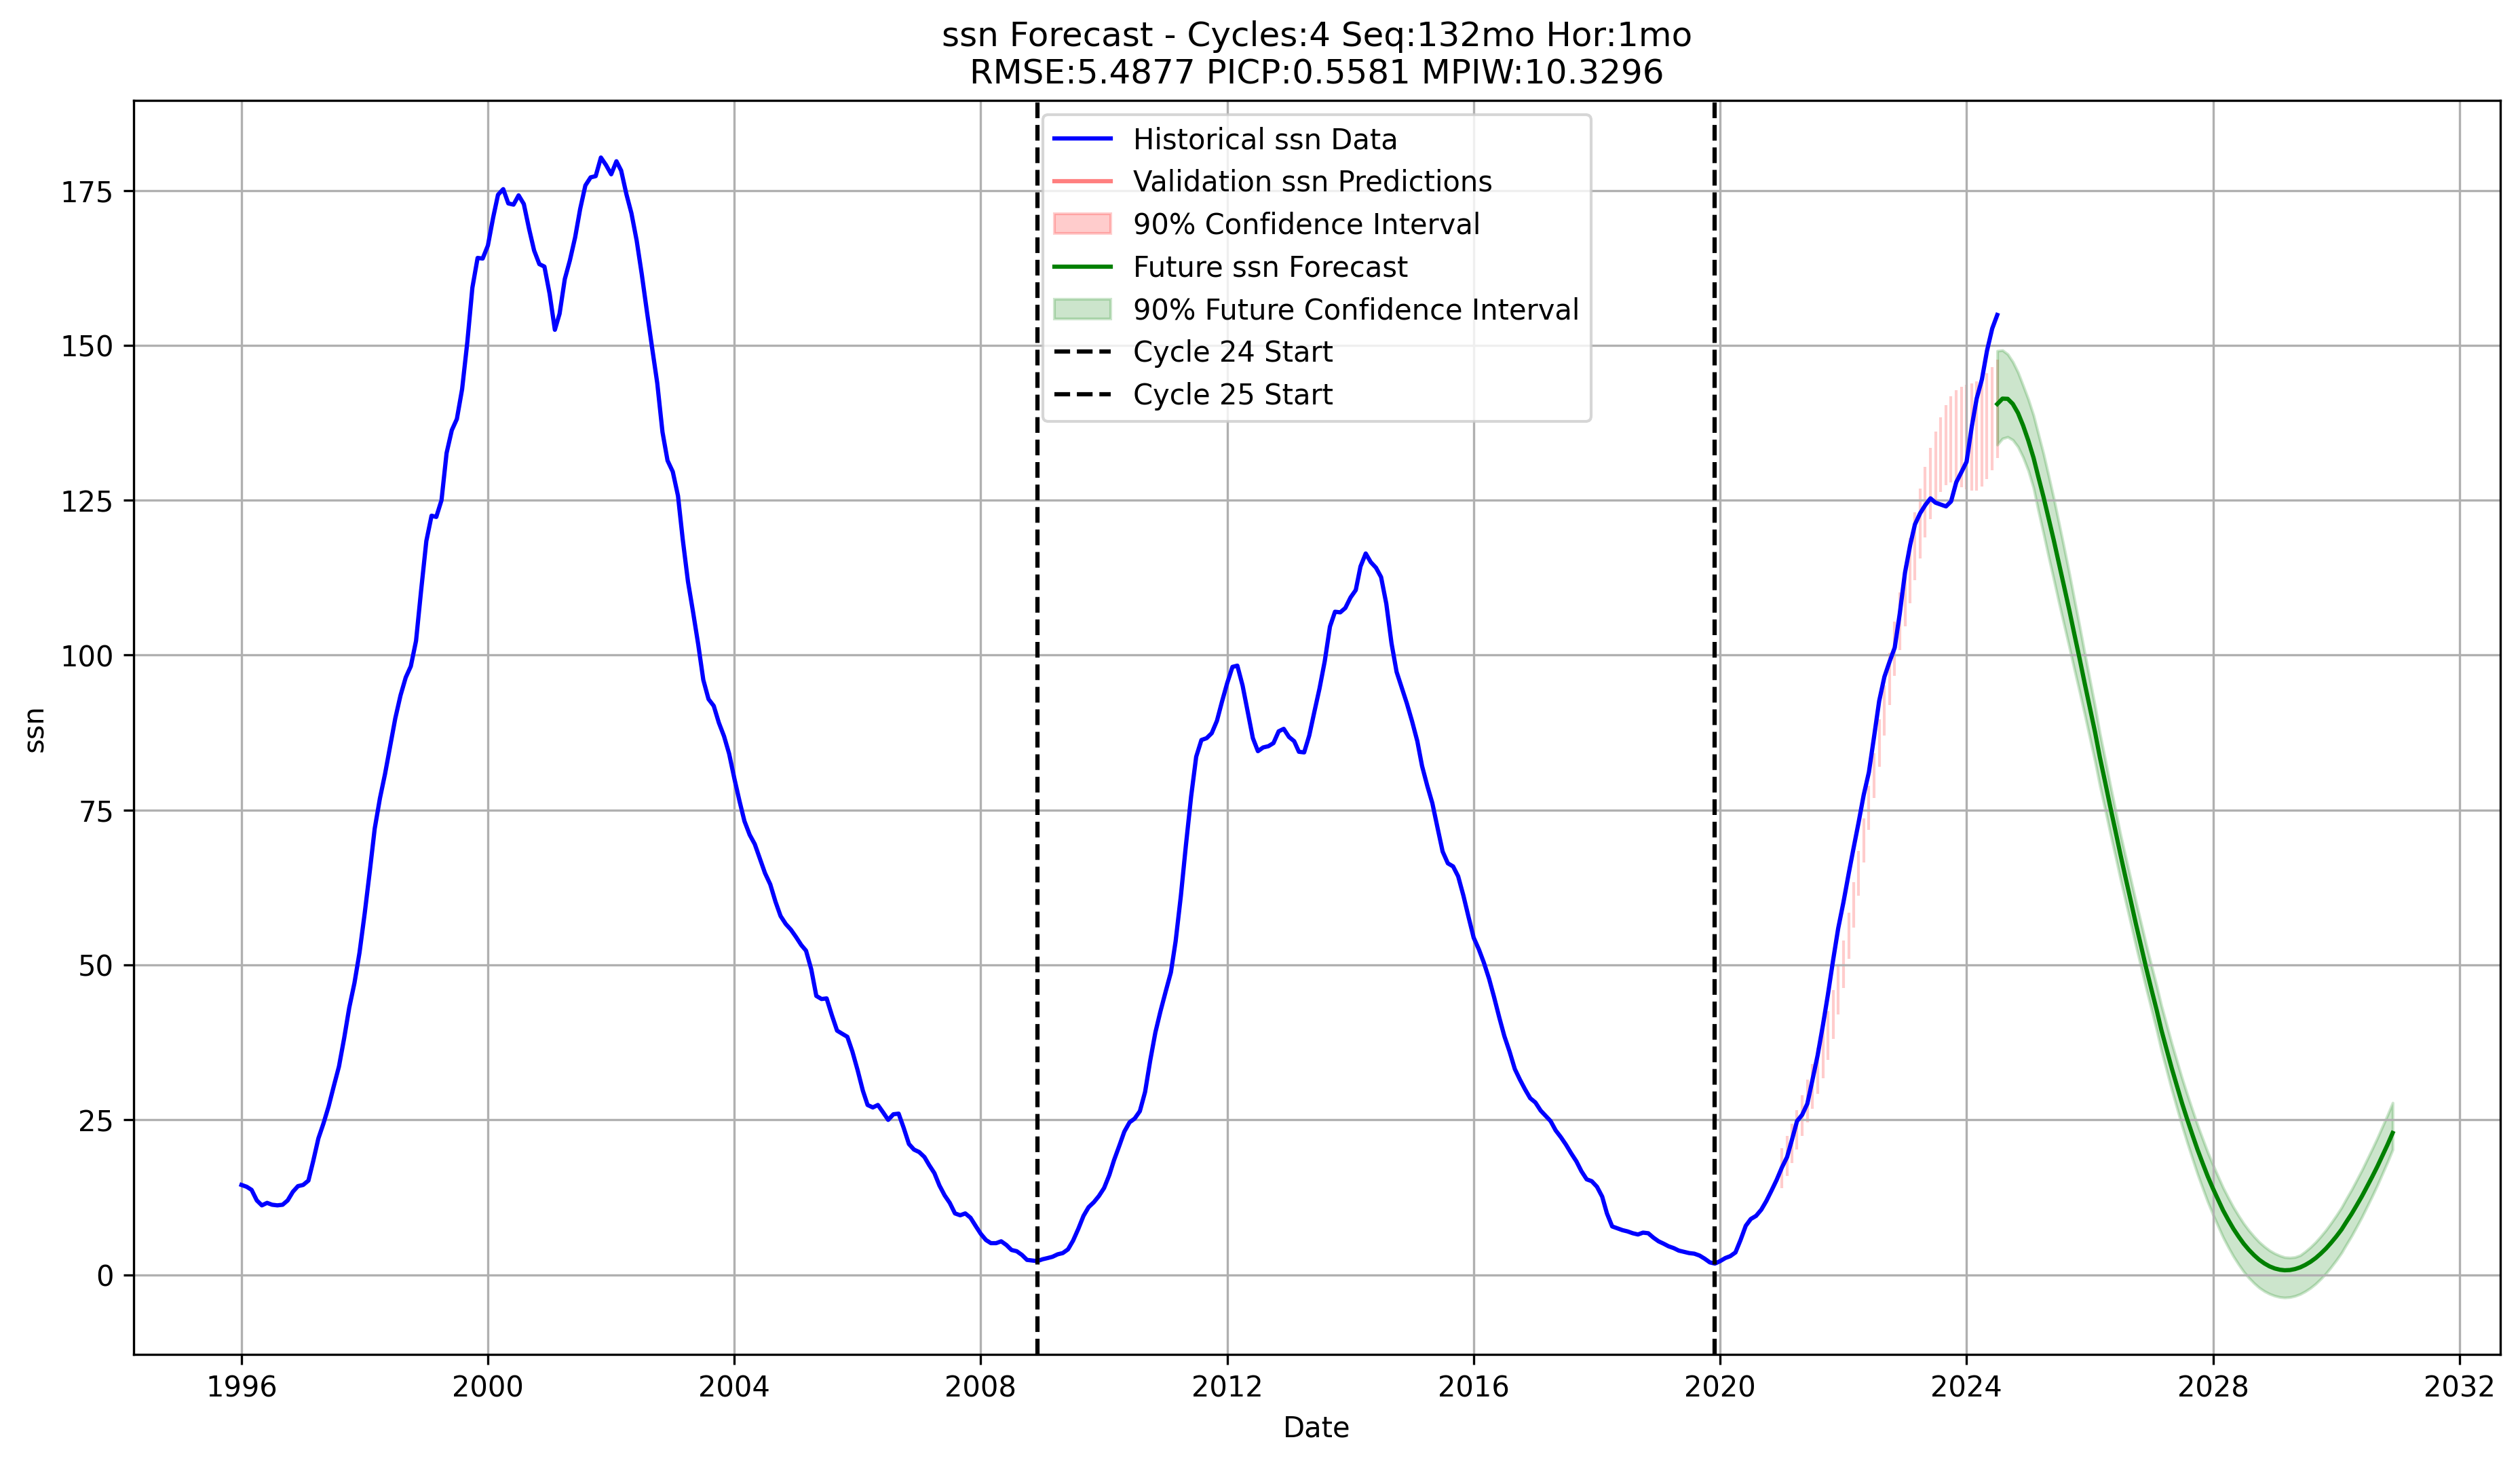 ssn Forecast - Cycles:4 Seq:132mo Hor:1mo
RMSE:5.4877 PICP:0.5581 MPIW:10.3296
Historical ssn Data
Validation ssn Predictions
90% Confidence Interval
Future ssn Forecast
90% Future Confidence Interval
Cycle 24 Start
Cycle 25 Start
175
150
125
100
75
50
25
0
ssn
1996 2000 2004 2008 2012 2016 2020 2024 2028 2032
Date